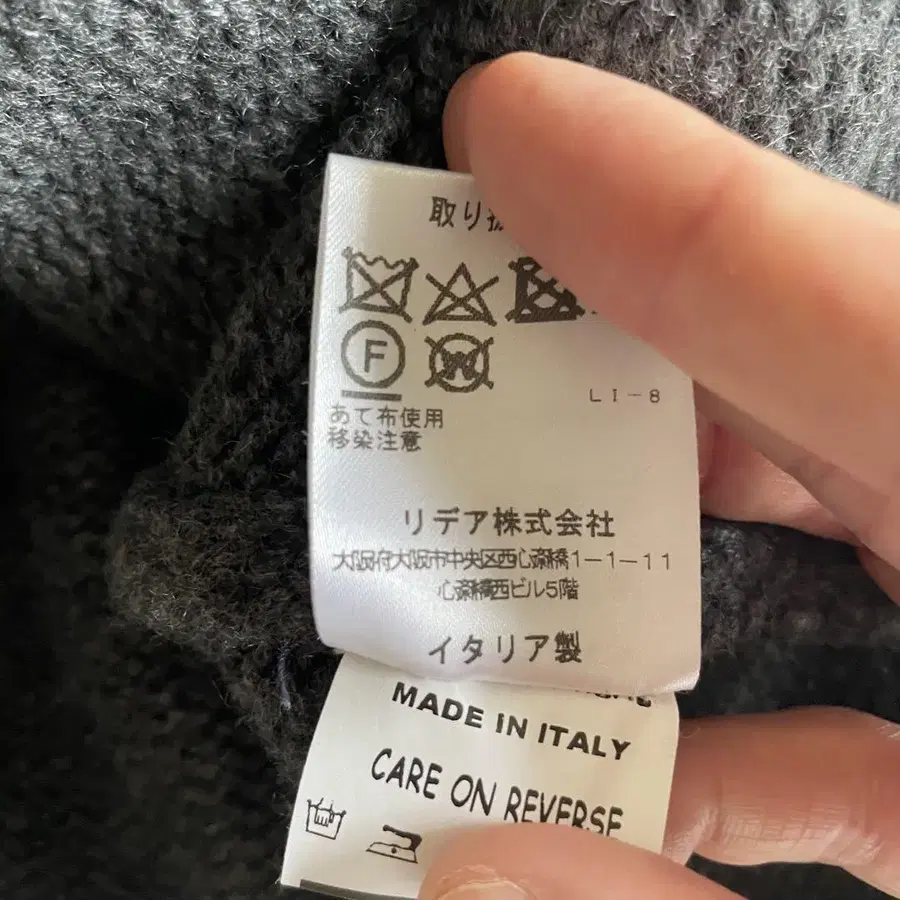 取り
F
W
LI-8
あて布使用
移染注意
リデア株式会社
大阪府大阪市中央区西心斎橋1-1-11
心斎橋西ビル5階
イタリア製
MADE IN ITALY
CARE ON REVERSE